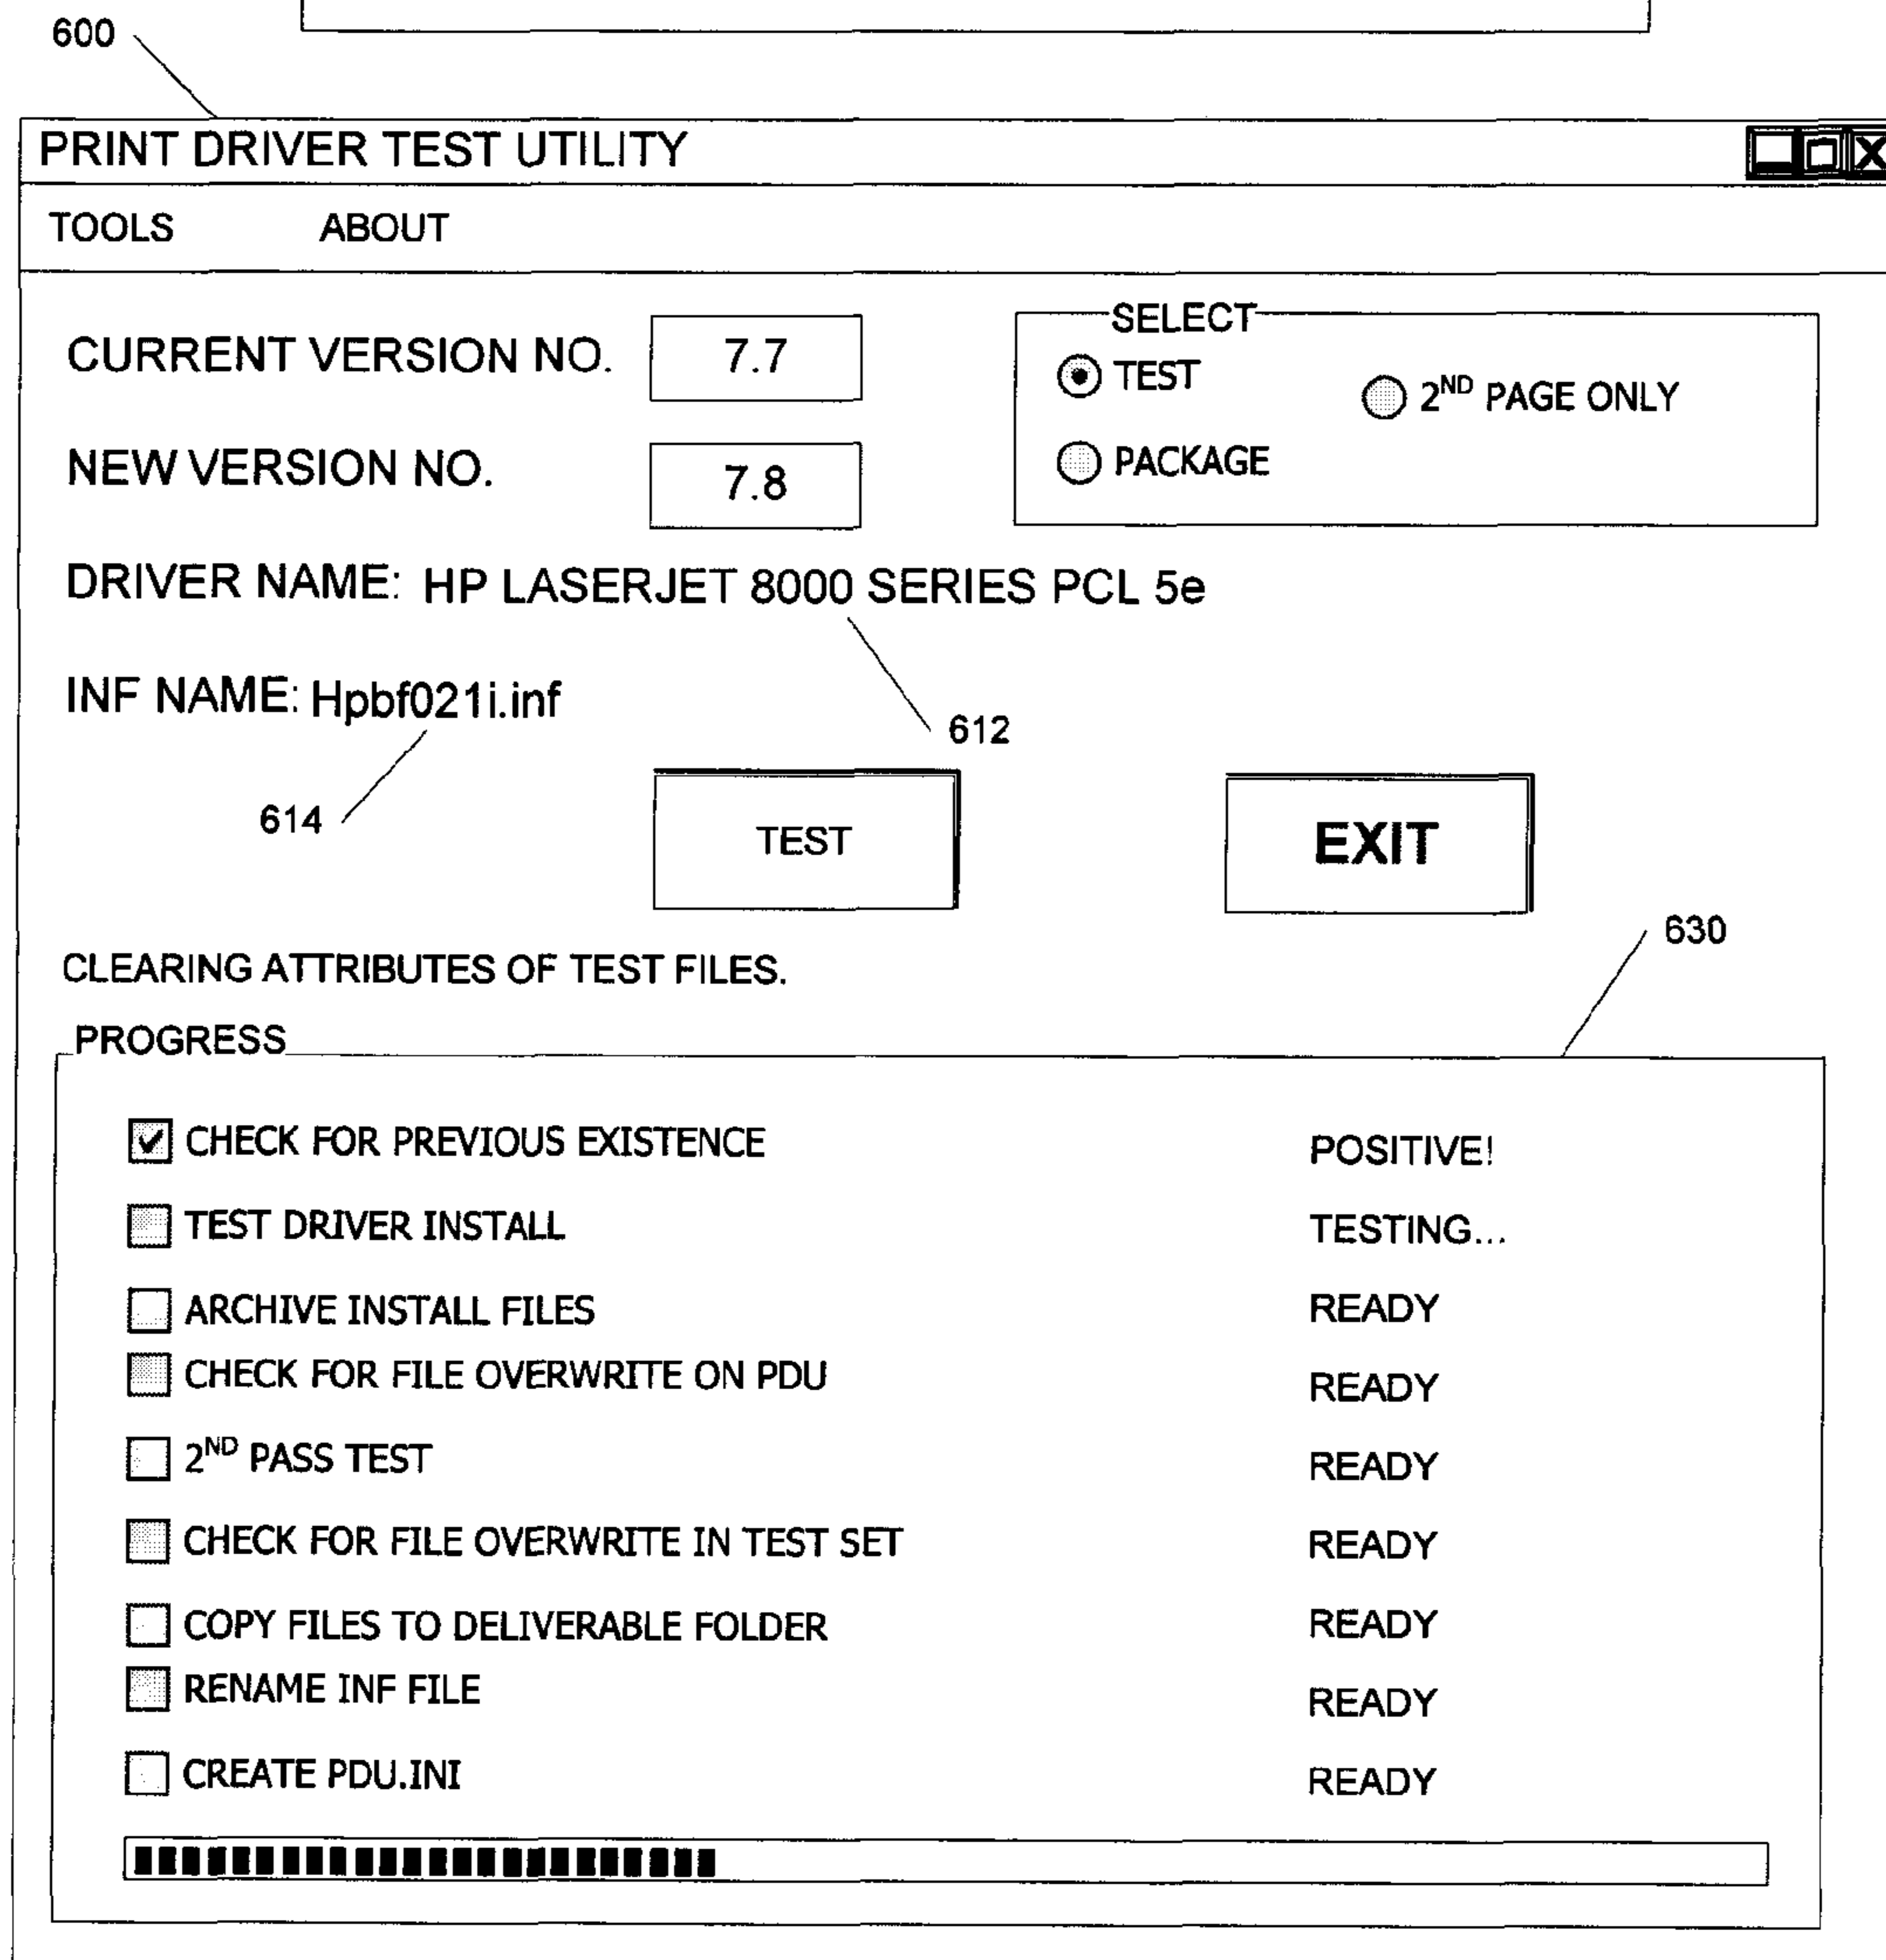 600
PRINT DRIVER TEST UTILITY
TOOLS ABOUT
SELECT
CURRENT VERSION NO. 7.7
TEST
2ND PAGE ONLY
NEW VERSION NO. 7.8
PACKAGE
DRIVER NAME: HP LASERJET 8000 SERIES PCL 5e
INF NAME: Hpbf021i.inf
612
614
TEST EXIT
630
CLEARING ATTRIBUTES OF TEST FILES.
PROGRESS
CHECK FOR PREVIOUS EXISTENCE POSITIVE!
TEST DRIVER INSTALL TESTING...
ARCHIVE INSTALL FILES READY
CHECK FOR FILE OVERWRITE ON PDU READY
2ND PASS TEST READY
CHECK FOR FILE OVERWRITE IN TEST SET READY
COPY FILES TO DELIVERABLE FOLDER READY
RENAME INF FILE READY
CREATE PDU.INI READY